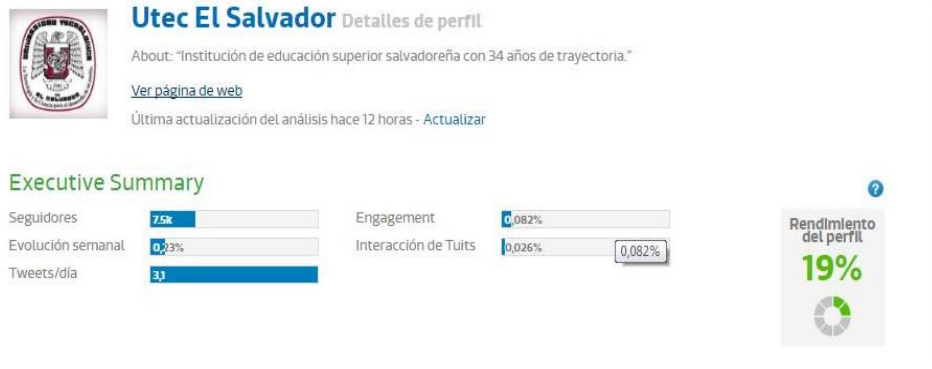 Utec El Salvador Detalles de perfil
About: "Institución de educación superior salvadoreña con 34 años de trayectoria."
Ver página de web
Última actualización del análisis hace 12 horas - Actualizar
Executive Summary
?
Seguidores 7.5k Engagement 0,082%
Evolución semanal 0,23% Interacción de Tuits 0,026% 0,082%
Tweets/día 3,1
Rendimiento
del perfil
19%